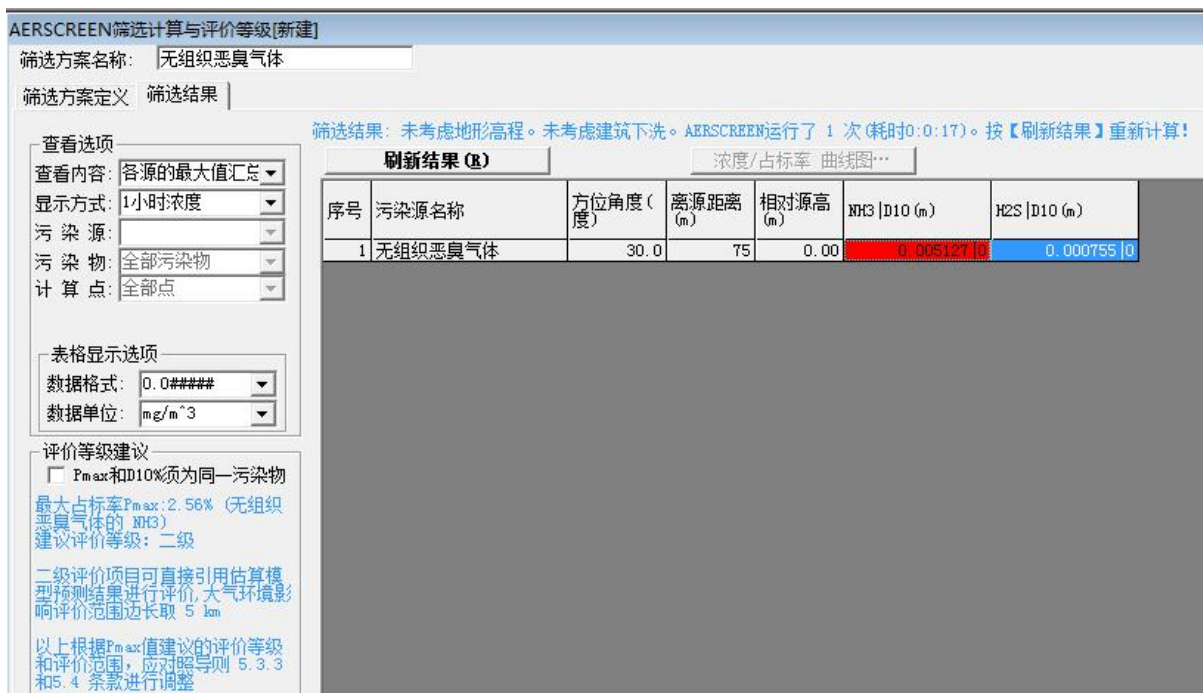 AERSCREEN筛选计算与评价等级[新建]
筛选方案名称: 无组织恶臭气体
筛选方案定义 筛选结果
筛选结果: 未考虑地形高程。未考虑建筑下洗。AERSCREEN运行了 1 次(耗时0:0:17)。按【刷新结果】重新计算!
查看选项
查看内容: 各源的最大值汇总
显示方式: 1小时浓度
污 染 源:
污 染 物: 全部污染物
计 算 点: 全部点
刷新结果(R) 浓度/占标率 曲线图…
序号 污染源名称 方位角度(度) 离源距离(m) 相对源高(m) NH3|D10(m) H2S|D10(m)
1 无组织恶臭气体 30.0 75 0.00 0.005127|0 0.000755|0
表格显示选项
数据格式: 0.0#####
数据单位: mg/m^3
评价等级建议
Pmax和D10%须为同一污染物
最大占标率Pmax:2.56% (无组织
恶臭气体的 NH3)
建议评价等级: 二级
二级评价项目可直接引用估算模
型预测结果进行评价,大气环境影
响评价范围边长取 5 km
以上根据Pmax值建议的评价等级
和评价范围,应对照导则 5.3.3
和5.4 条款进行调整